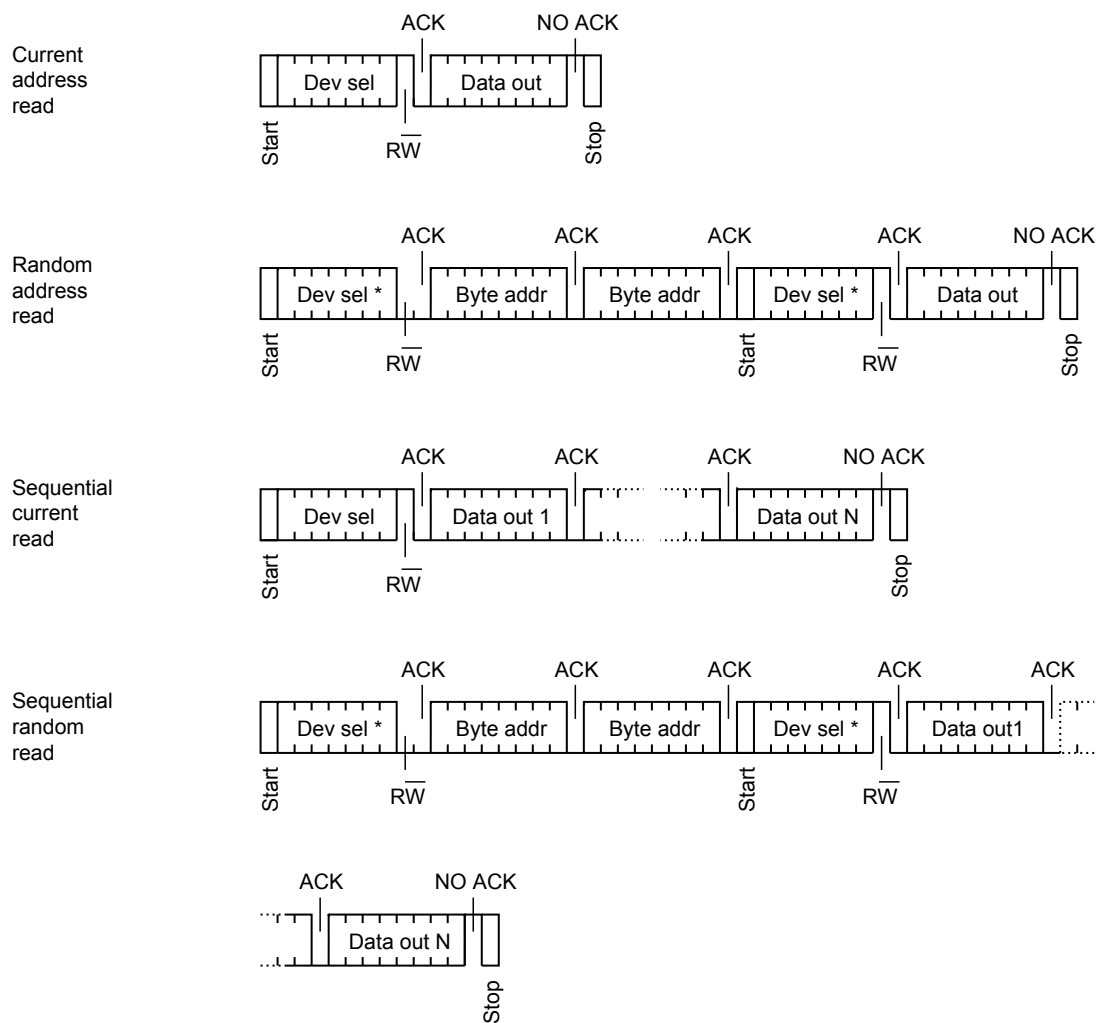 ACK NO ACK
Current
address
read
Dev sel Data out
Start RW̅ Stop
ACK ACK ACK ACK NO ACK
Random
address
read
Dev sel * Byte addr Byte addr Dev sel * Data out
Start RW̅ Start RW̅ Stop
ACK ACK ACK NO ACK
Sequential
current
read
Dev sel Data out 1 Data out N
Start RW̅ Stop
ACK ACK ACK ACK ACK
Sequential
random
read
Dev sel * Byte addr Byte addr Dev sel * Data out1
Start RW̅ Start RW̅
ACK NO ACK
Data out N
Stop